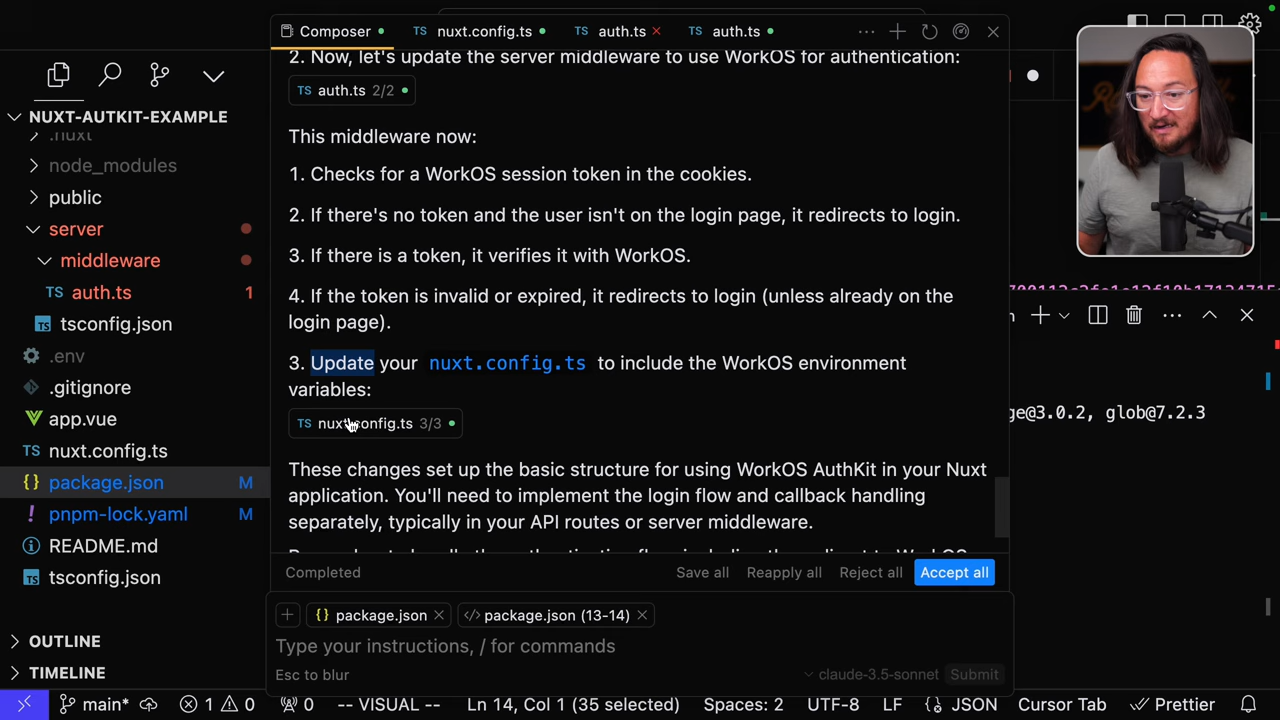 Composer
TS nuxt.config.ts
TS auth.ts
TS auth.ts
NUXT-AUTKIT-EXAMPLE
.nuxt
node_modules
public
server
middleware
TS auth.ts 1
TS tsconfig.json
.env
.gitignore
app.vue
TS nuxt.config.ts
{} package.json M
! pnpm-lock.yaml M
README.md
TS tsconfig.json
OUTLINE
TIMELINE
2. Now, let's update the server middleware to use WorkOS for authentication:
TS auth.ts 2/2
This middleware now:
1. Checks for a WorkOS session token in the cookies.
2. If there's no token and the user isn't on the login page, it redirects to login.
3. If there is a token, it verifies it with WorkOS.
4. If the token is invalid or expired, it redirects to login (unless already on the
login page).
3. Update your nuxt.config.ts to include the WorkOS environment
variables:
TS nuxt.config.ts 3/3
These changes set up the basic structure for using WorkOS AuthKit in your Nuxt
application. You'll need to implement the login flow and callback handling
separately, typically in your API routes or server middleware.
Completed
Save all
Reapply all
Reject all
Accept all
{} package.json
package.json (13-14)
Type your instructions, / for commands
Esc to blur
claude-3.5-sonnet
Submit
ge@3.0.2, glob@7.2.3
main*
1
0
0
-- VISUAL --
Ln 14, Col 1 (35 selected)
Spaces: 2
UTF-8
LF
JSON
Cursor Tab
Prettier